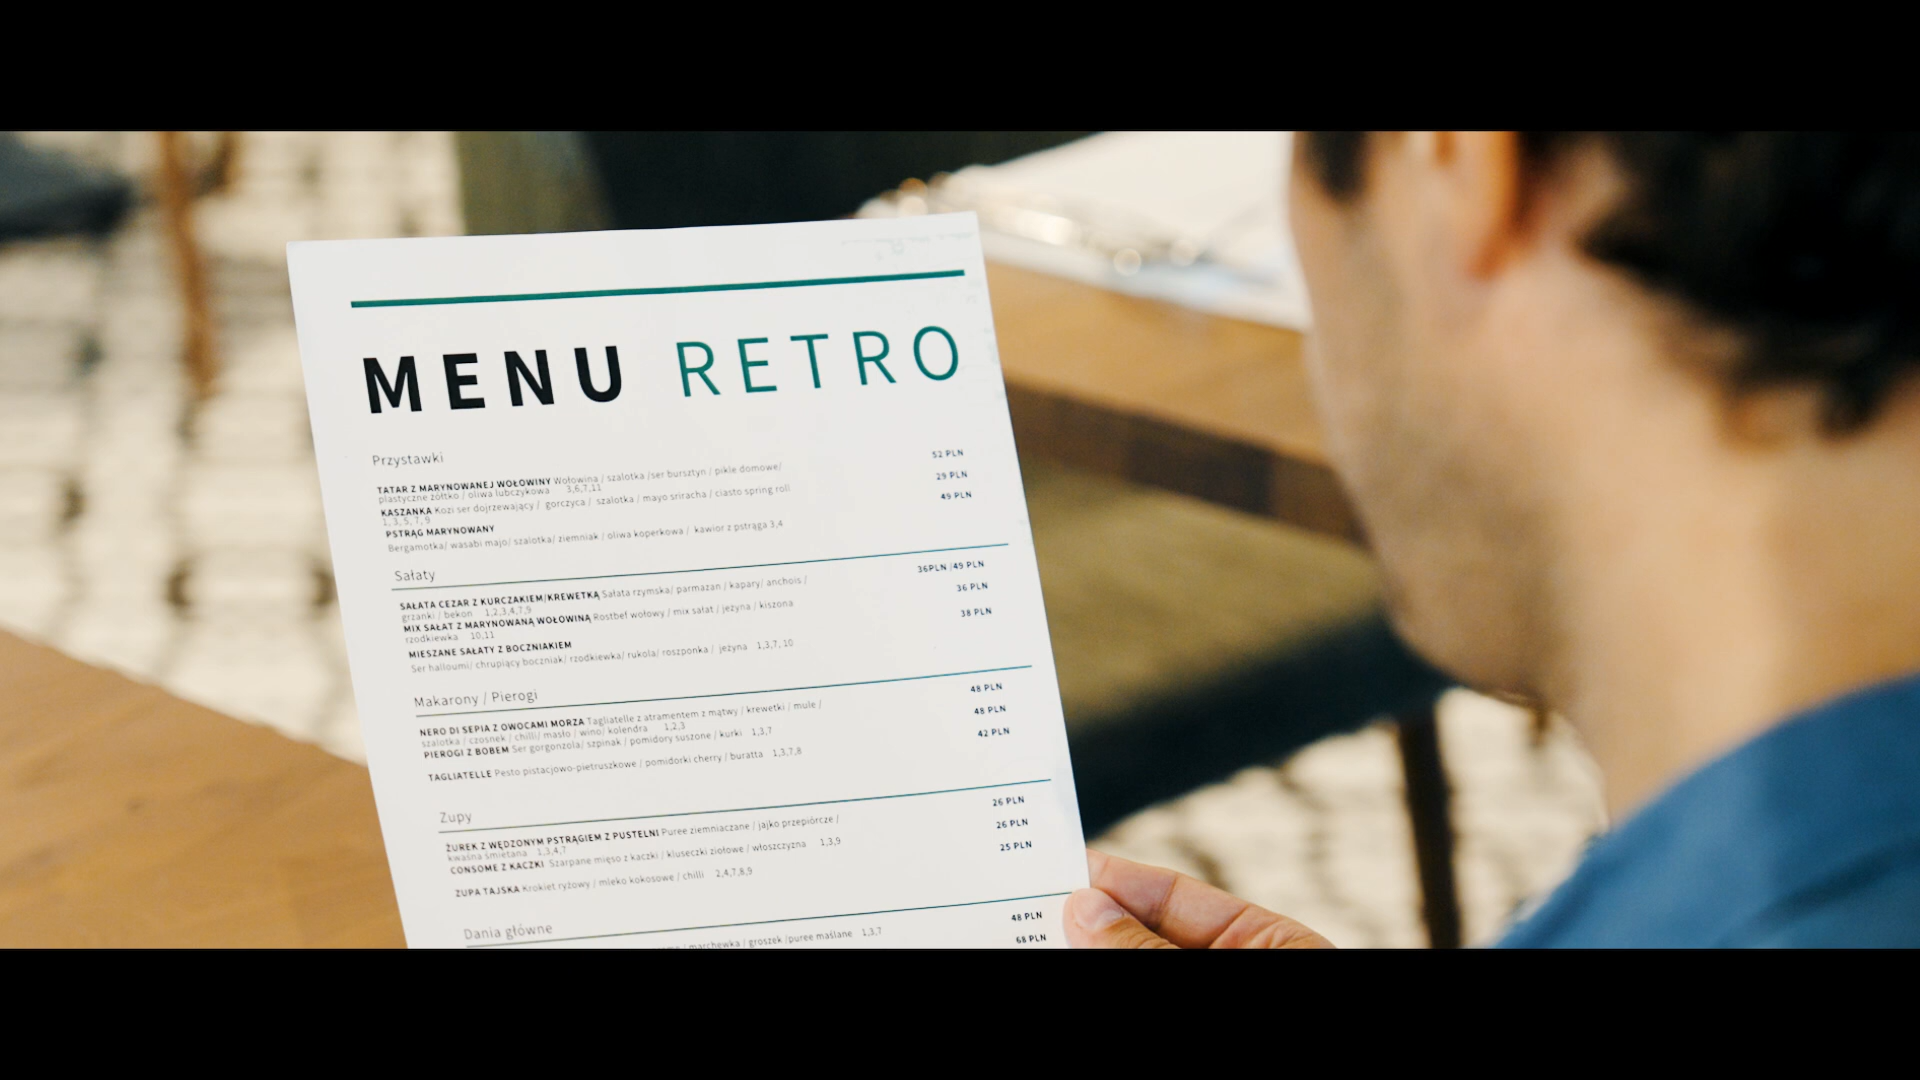 MENU RETRO
Przystawki
52 PLN
TATAR Z MARYNOWANEJ WOŁOWINY Wołowina / szalotka /ser bursztyn / pikle domowe/
plastyczne żółtko / oliwa lubczykowa 3,6,7,11
29 PLN
KASZANKA Kozi ser dojrzewający / gorczyca / szalotka / mayo sriracha / ciasto spring roll
1, 3, 5, 7, 9
49 PLN
PSTRĄG MARYNOWANY
Bergamotka/ wasabi majo/ szalotka/ ziemniak / oliwa koperkowa / kawior z pstrąga 3,4
Sałaty
36PLN /49 PLN
SAŁATA CEZAR Z KURCZAKIEM/KREWETKĄ Sałata rzymska/ parmazan / kapary/ anchois /
grzanki / bekon 1,2,3,4,7,9
36 PLN
MIX SAŁAT Z MARYNOWANĄ WOŁOWINĄ Rostbef wołowy / mix sałat / jeżyna / kiszona
rzodkiewka 10,11
38 PLN
MIESZANE SAŁATY Z BOCZNIAKIEM
Ser halloumi/ chrupiący boczniak/ rzodkiewka/ rukola/ roszponka / jeżyna 1,3,7, 10
Makarony / Pierogi
48 PLN
NERO DI SEPIA Z OWOCAMI MORZA Tagliatelle z atramentem z mątwy / krewetki / mule /
szalotka / czosnek / chilli/ masło / wino/ kolendra 1,2,3
48 PLN
PIEROGI Z BOBEM Ser gorgonzola/ szpinak / pomidory suszone / kurki 1,3,7
42 PLN
TAGLIATELLE Pesto pistacjowo-pietruszkowe / pomidorki cherry / buratta 1,3,7,8
Zupy
26 PLN
ŻUREK Z WĘDZONYM PSTRĄGIEM Z PUSTELNI Puree ziemniaczane / jajko przepiórcze /
kwaśna śmietana 1,3,4,7
26 PLN
CONSOME Z KACZKI Szarpane mięso z kaczki / kluseczki ziołowe / włoszczyzna 1,3,9
25 PLN
ZUPA TAJSKA Krokiet ryżowy / mleko kokosowe / chilli 2,4,7,8,9
Dania główne
48 PLN
/ marchewka / groszek /puree maślane 1,3,7
68 PLN